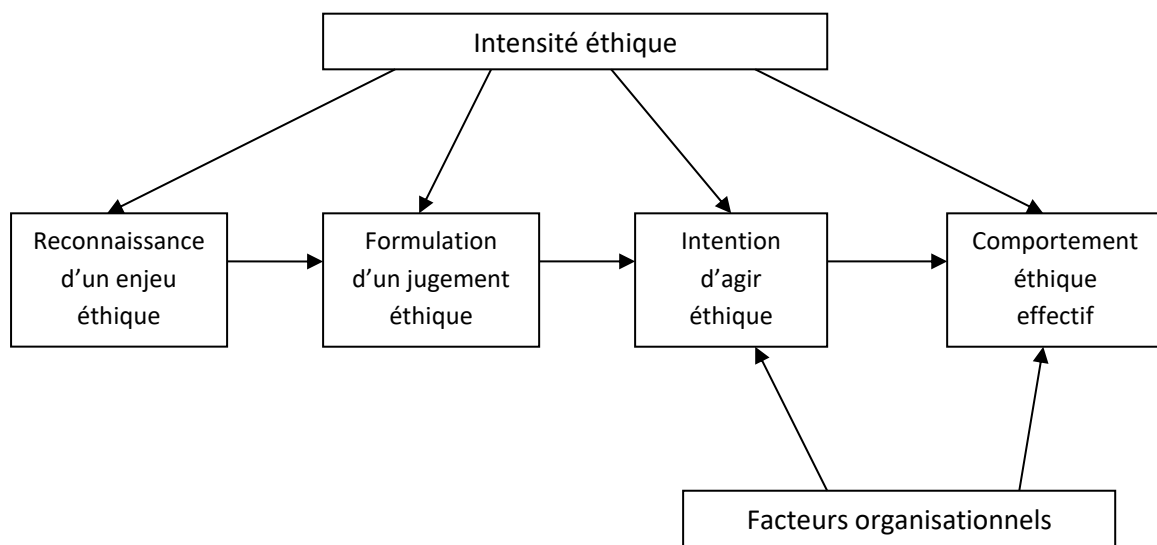 Intensité éthique
Reconnaissance
d’un enjeu
éthique
Formulation
d’un jugement
éthique
Intention
d’agir
éthique
Comportement
éthique
effectif
Facteurs organisationnels